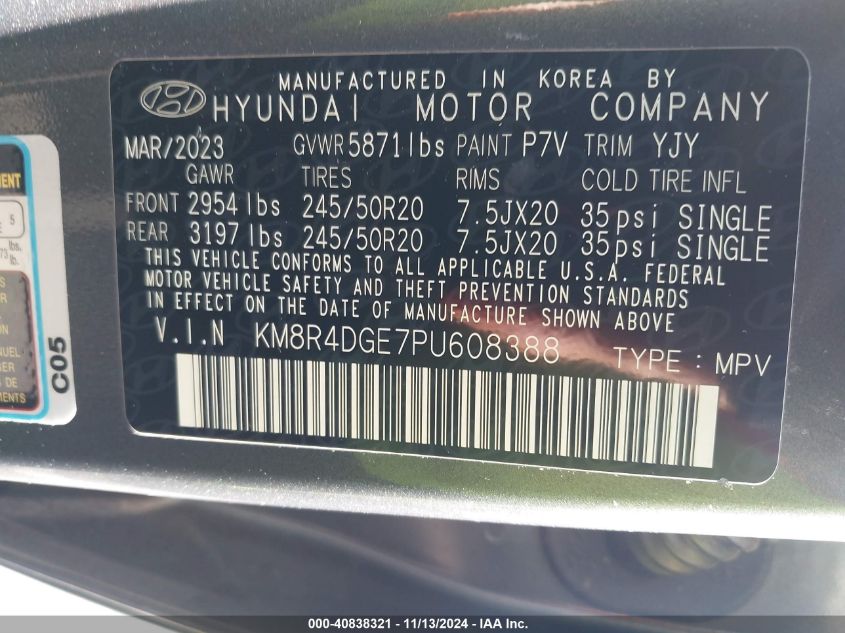 MANUFACTURED IN KOREA BY
HYUNDAI MOTOR COMPANY
MAR/2023 GVWR 5871 lbs PAINT P7V TRIM YJY
GAWR TIRES RIMS COLD TIRE INFL
FRONT 2954 lbs 245/50R20 7.5JX20 35psi SINGLE
REAR 3197 lbs 245/50R20 7.5JX20 35psi SINGLE
THIS VEHICLE CONFORMS TO ALL APPLICABLE U.S.A. FEDERAL
MOTOR VEHICLE SAFETY AND THEFT PREVENTION STANDARDS
IN EFFECT ON THE DATE OF MANUFACTURE SHOWN ABOVE
V.I.N KM8R4DGE7PU608388 TYPE : MPV
5
lbs.
lb.
C05
000-40838321 - 11/13/2024 - IAA Inc.